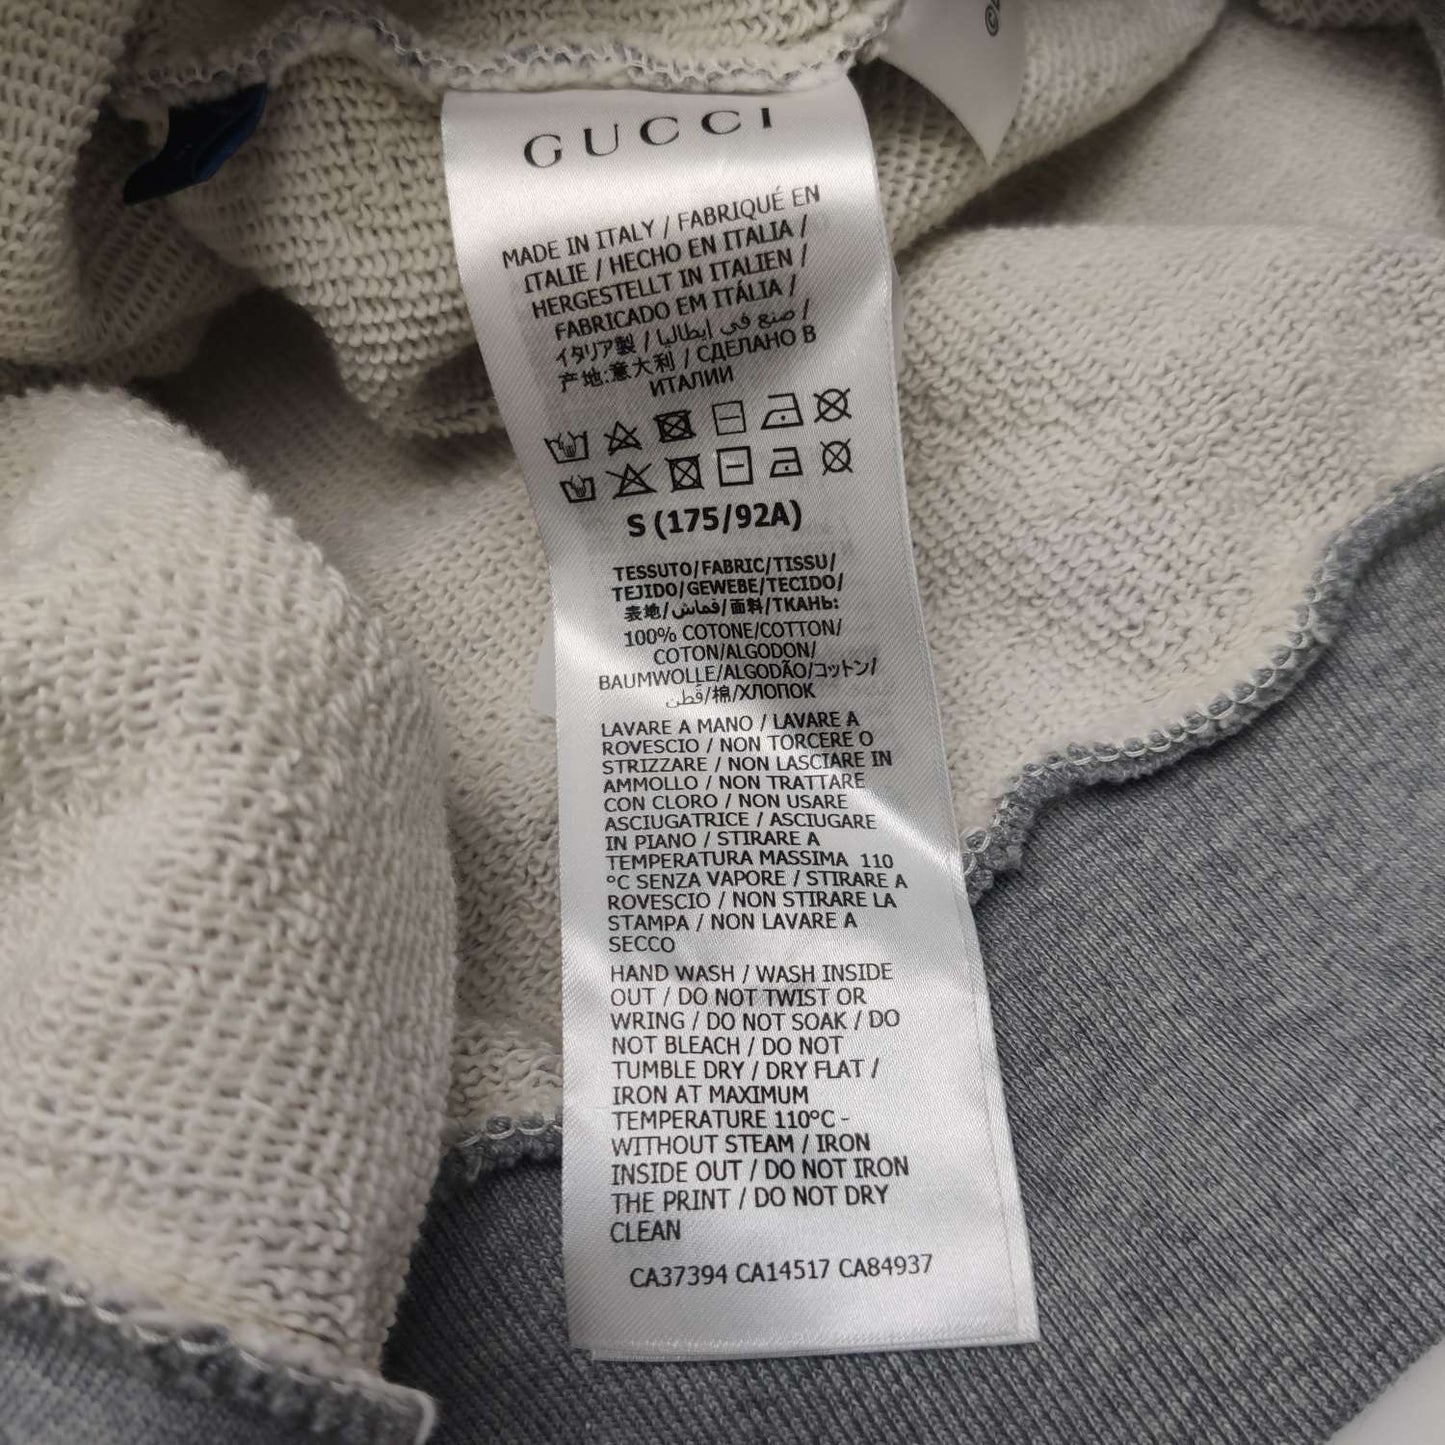 GUCCI
MADE IN ITALY / FABRIQUÉ EN
ITALIE / HECHO EN ITALIA /
HERGESTELLT IN ITALIEN /
FABRICADO EM ITÁLIA /
イタリア製 / صنع في إيطاليا /
产地:意大利 / СДЕЛАНО В
ИТАЛИИ
S (175/92A)
TESSUTO/FABRIC/TISSU/
TEJIDO/GEWEBE/TECIDO/
表地/قماش/面料/ТКАНЬ:
100% COTONE/COTTON/
COTON/ALGODON/
BAUMWOLLE/ALGODÃO/コットン/
قطن/棉/ХЛОПОК
LAVARE A MANO / LAVARE A
ROVESCIO / NON TORCERE O
STRIZZARE / NON LASCIARE IN
AMMOLLO / NON TRATTARE
CON CLORO / NON USARE
ASCIUGATRICE / ASCIUGARE
IN PIANO / STIRARE A
TEMPERATURA MASSIMA 110
°C SENZA VAPORE / STIRARE A
ROVESCIO / NON STIRARE LA
STAMPA / NON LAVARE A
SECCO
HAND WASH / WASH INSIDE
OUT / DO NOT TWIST OR
WRING / DO NOT SOAK / DO
NOT BLEACH / DO NOT
TUMBLE DRY / DRY FLAT /
IRON AT MAXIMUM
TEMPERATURE 110°C -
WITHOUT STEAM / IRON
INSIDE OUT / DO NOT IRON
THE PRINT / DO NOT DRY
CLEAN
CA37394 CA14517 CA84937